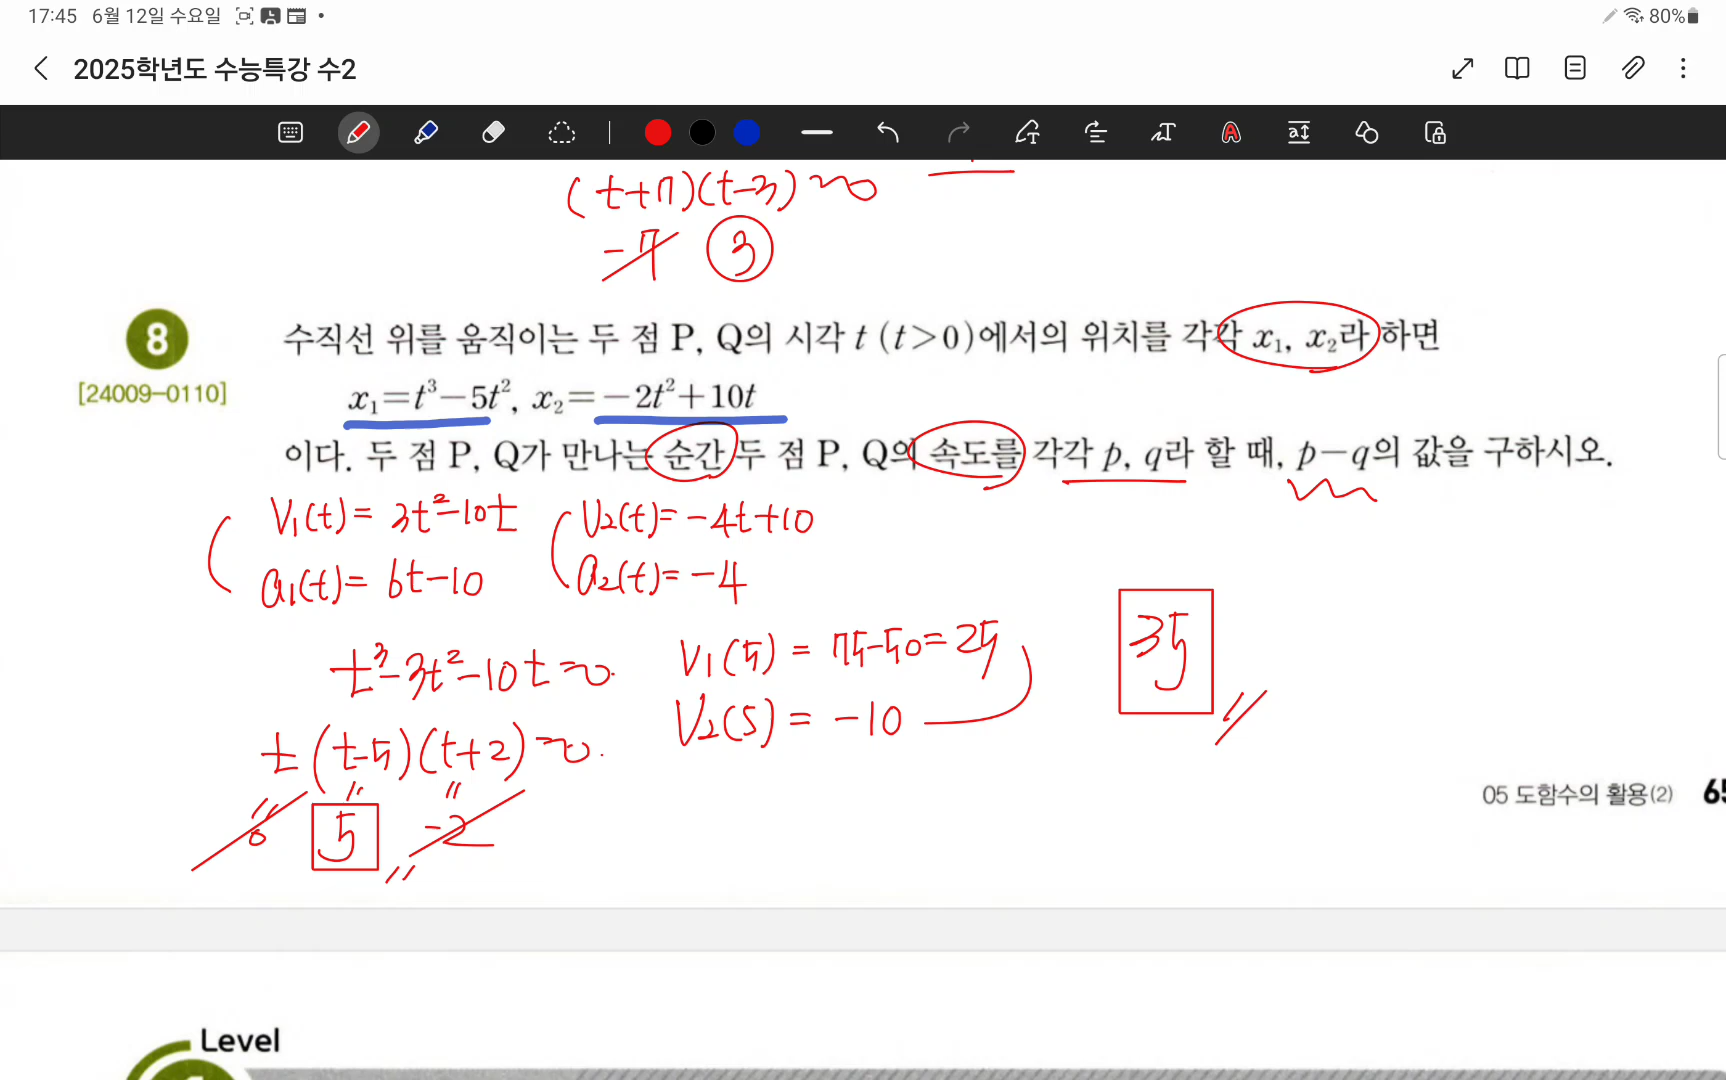 17:45 6월 12일 수요일
80%
2025학년도 수능특강 수2
(t+7)(t-3)=0
-7 3
8 수직선 위를 움직이는 두 점 P, Q의 시각 t (t>0)에서의 위치를 각각 x₁, x₂라 하면
[24009-0110]
x₁=t³-5t², x₂=-2t²+10t
이다. 두 점 P, Q가 만나는 순간 두 점 P, Q의 속도를 각각 p, q라 할 때, p-q의 값을 구하시오.
V₁(t)= 3t²-10t V₂(t)= -4t+10
a₁(t)= 6t-10 a₂(t)= -4
t³-3t²-10t=0.
V₁(5) = 75-50=25
35
V₂(5) = -10
t(t-5)(t+2)=0.
0 5 -2
05 도함수의 활용(2) 65
Level